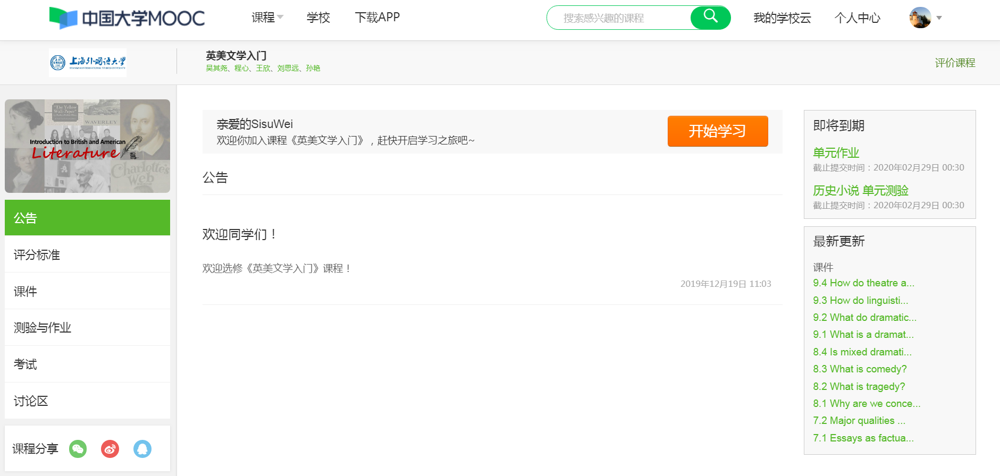 中国大学MOOC
课程
学校
下载APP
搜索感兴趣的课程
我的学校云
个人中心
上海外国语大学
SHANGHAI INTERNATIONAL STUDIES UNIVERSITY
英美文学入门
吴其尧、程心、王欣、刘思远、孙艳
评价课程
"The Yellow
Wall-Paper"
WAVERLEY
Introduction to British and American
Literature
Charlotte's
Web
公告
评分标准
课件
测验与作业
考试
讨论区
课程分享
亲爱的SisuWei
欢迎你加入课程《英美文学入门》，赶快开启学习之旅吧~
开始学习
公告
欢迎同学们！
欢迎选修《英美文学入门》课程！
2019年12月19日 11:03
即将到期
单元作业
截止提交时间：2020年02月29日 00:30
历史小说 单元测验
截止提交时间：2020年02月29日 00:30
最新更新
课件
9.4 How do theatre a...
9.3 How do linguisti...
9.2 What do dramatic...
9.1 What is a dramat...
8.4 Is mixed dramati...
8.3 What is comedy?
8.2 What is tragedy?
8.1 Why are we conce...
7.2 Major qualities ...
7.1 Essays as factua...